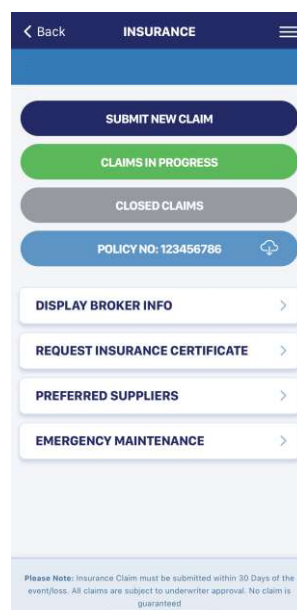 Back
INSURANCE
SUBMIT NEW CLAIM
CLAIMS IN PROGRESS
CLOSED CLAIMS
POLICY NO: 123456786
DISPLAY BROKER INFO
REQUEST INSURANCE CERTIFICATE
PREFERRED SUPPLIERS
EMERGENCY MAINTENANCE
Please Note: Insurance Claim must be submitted within 30 Days of the
event/loss. All claims are subject to underwriter approval. No claim is
guaranteed